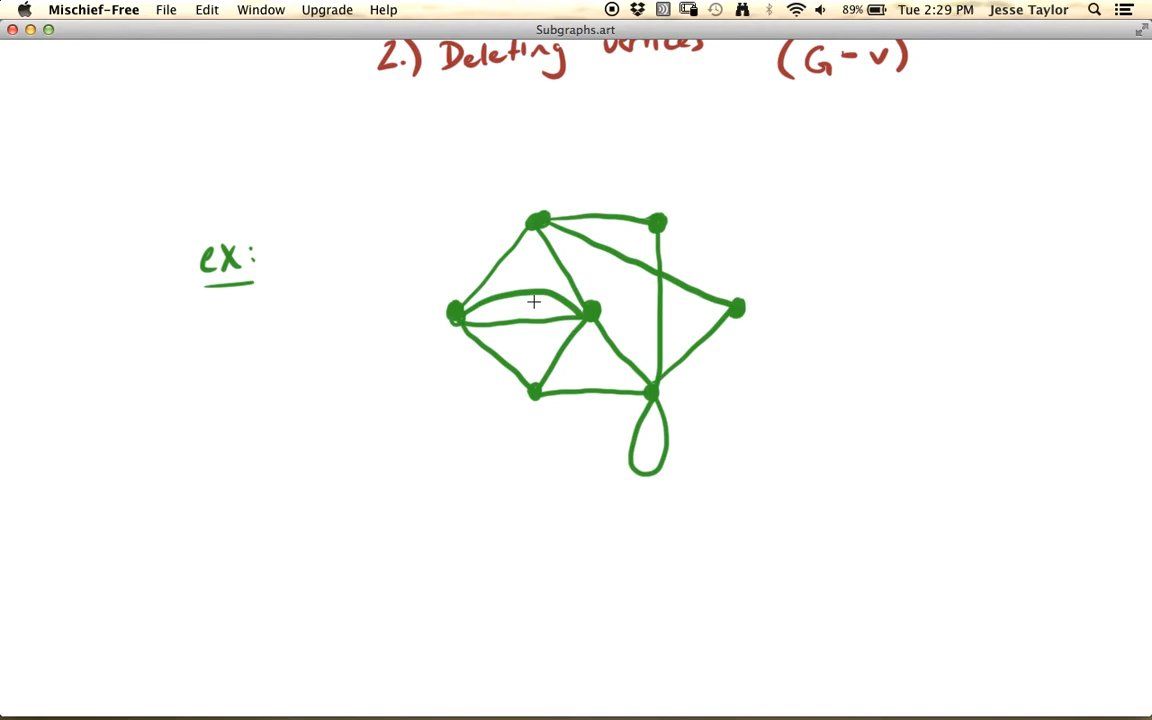 Mischief-Free File Edit Window Upgrade Help 89% Tue 2:29 PM Jesse Taylor
Subgraphs.art
2.) Deleting vertices (G - v)
ex: